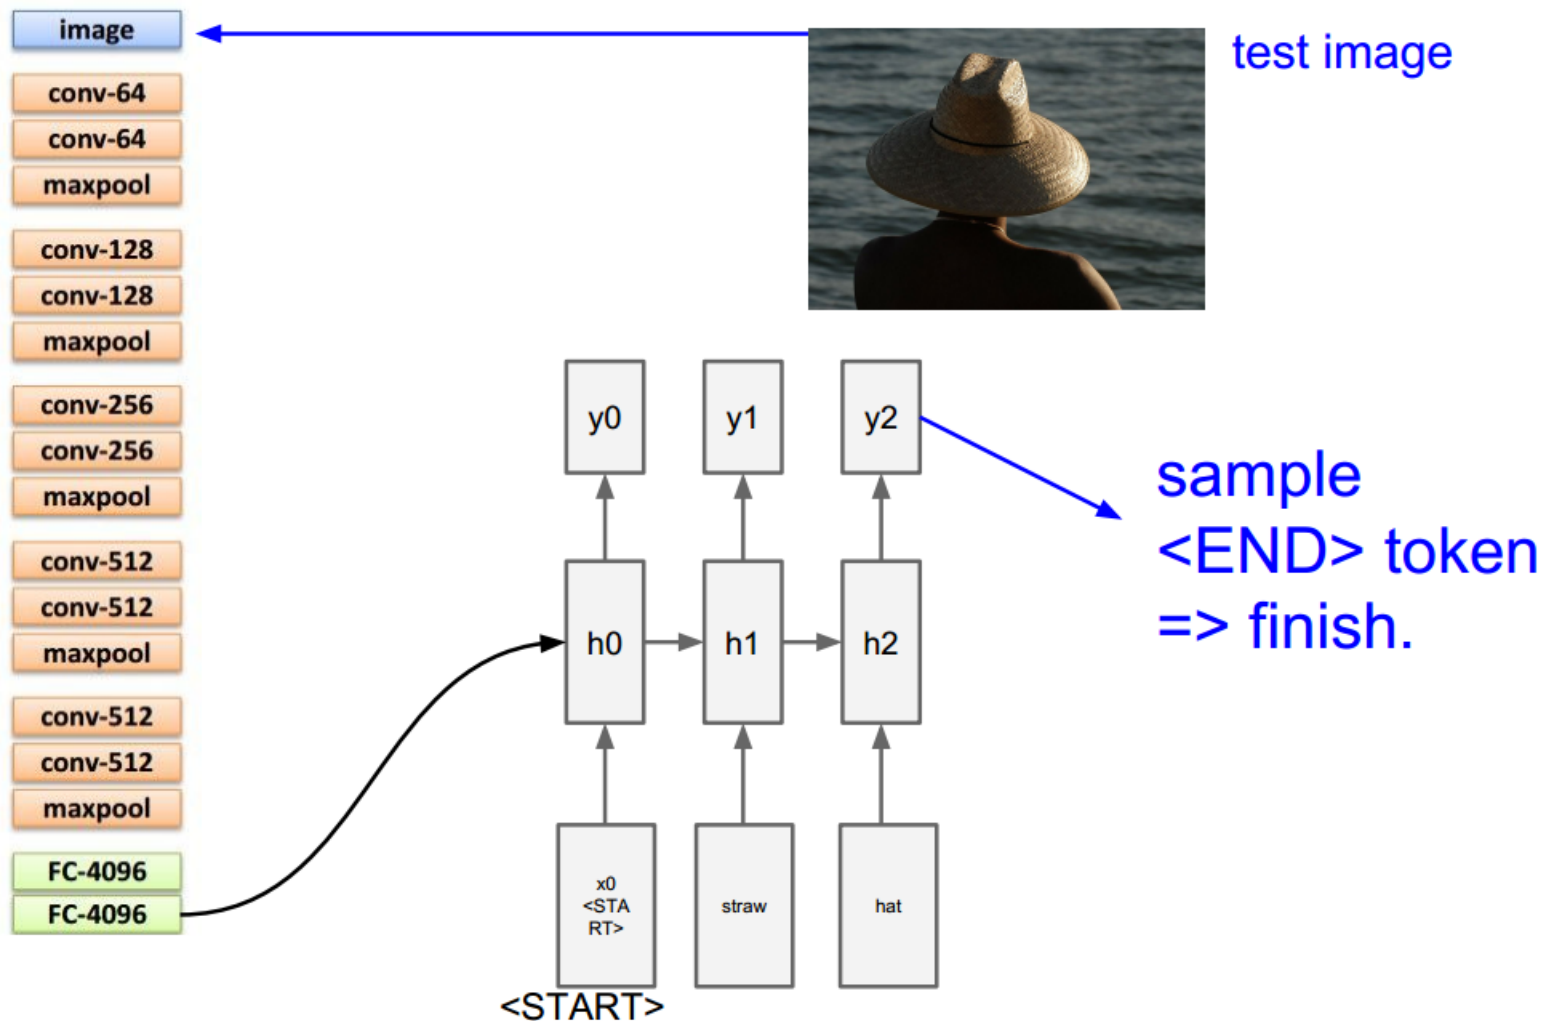 image
conv-64
conv-64
maxpool
conv-128
conv-128
maxpool
conv-256
conv-256
maxpool
conv-512
conv-512
maxpool
conv-512
conv-512
maxpool
FC-4096
FC-4096
test image
y0
y1
y2
sample
<END> token
=> finish.
h0
h1
h2
x0
<STA
RT>
straw
hat
<START>